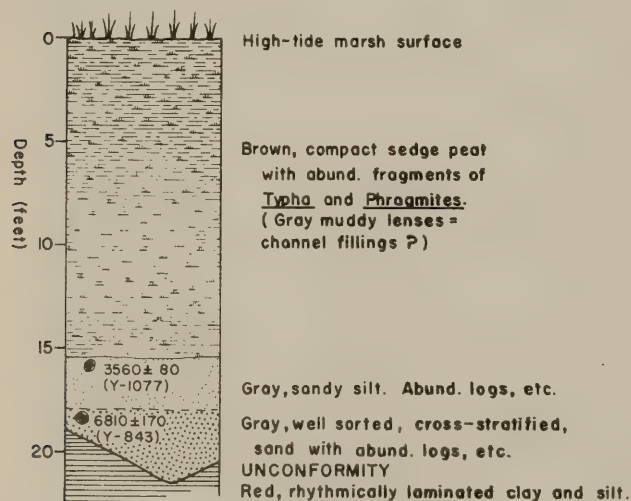 0
High-tide marsh surface
5
Brown, compact sedge peat
with abund. fragments of
Typha and Phragmites.
(Gray muddy lenses =
channel fillings ?)
Depth (feet)
10
15
3560± 80
(Y-1077)
Gray, sandy silt. Abund. logs, etc.
6810±170
(Y-843)
Gray, well sorted, cross-stratified,
sand with abund. logs, etc.
20
UNCONFORMITY
Red, rhythmically laminated clay and silt.